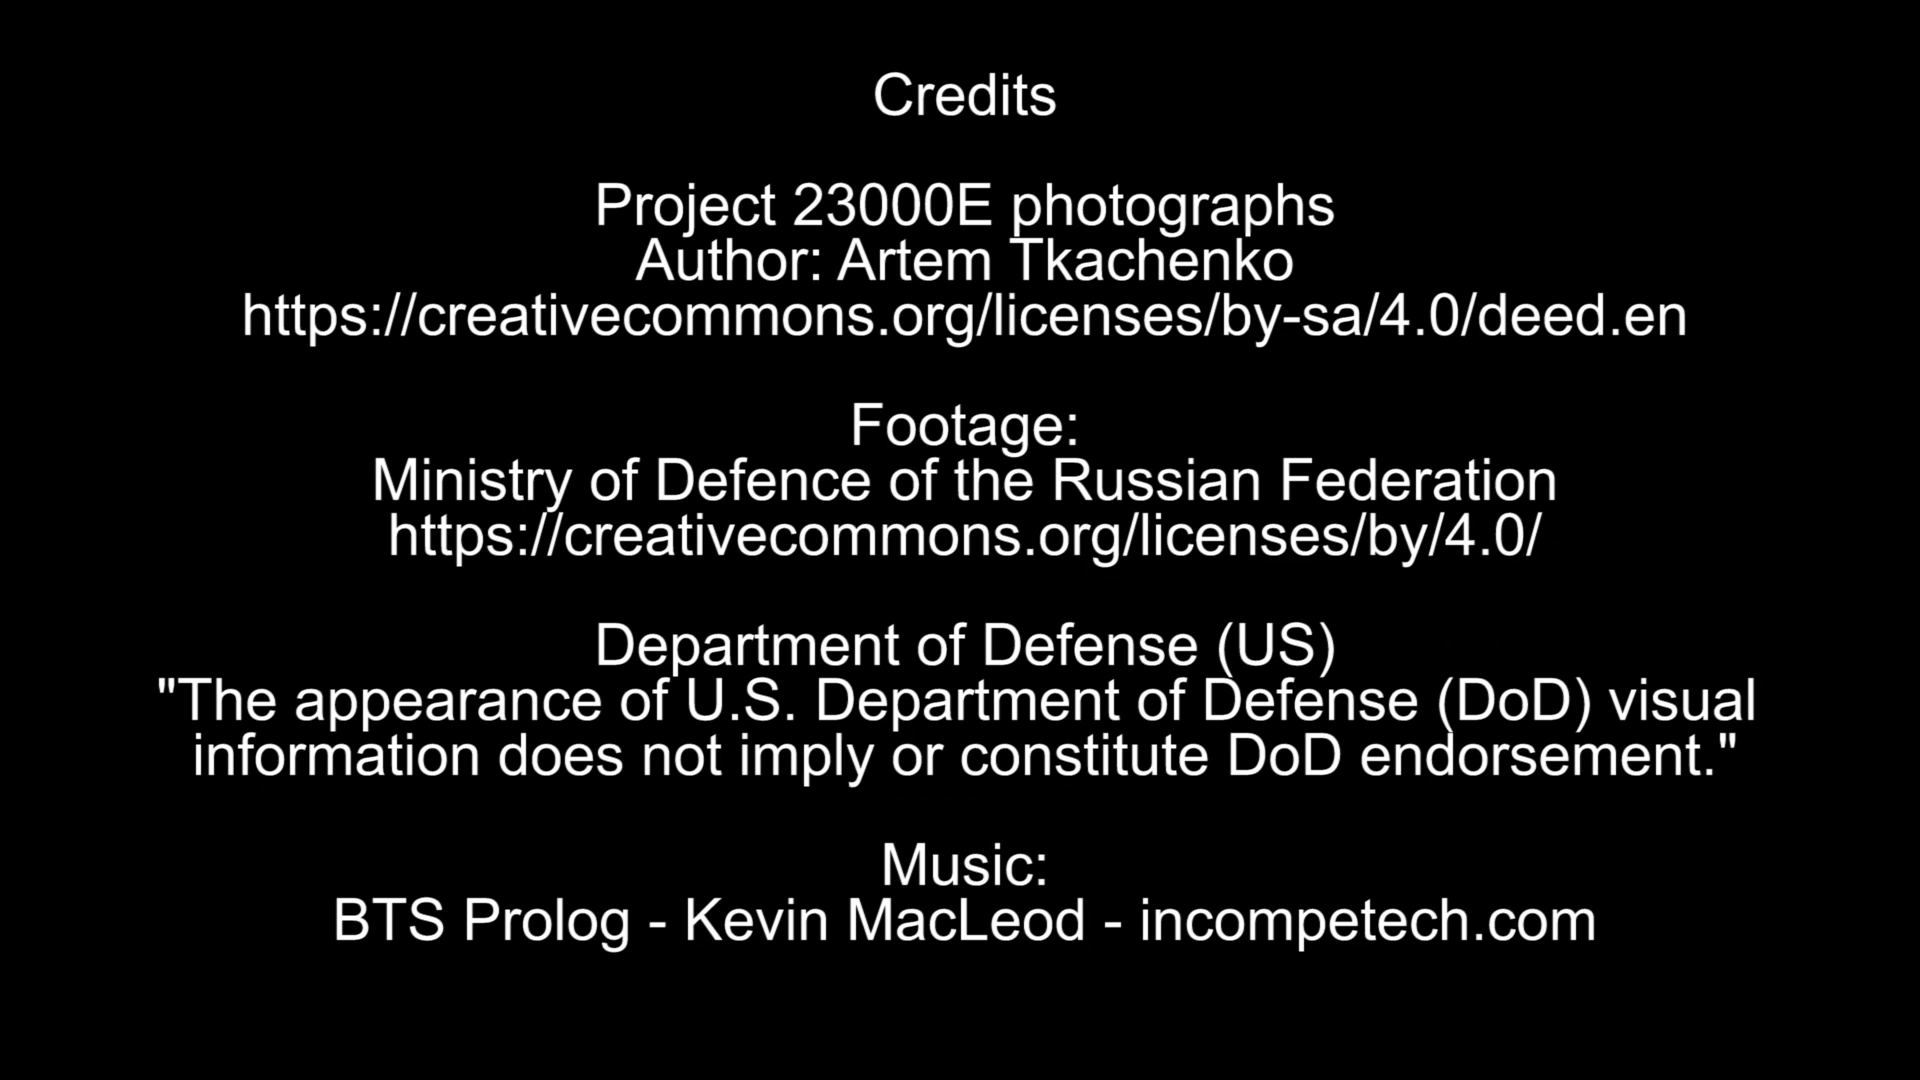 Credits
Project 23000E photographs
Author: Artem Tkachenko
https://creativecommons.org/licenses/by-sa/4.0/deed.en
Footage:
Ministry of Defence of the Russian Federation
https://creativecommons.org/licenses/by/4.0/
Department of Defense (US)
"The appearance of U.S. Department of Defense (DoD) visual
information does not imply or constitute DoD endorsement."
Music:
BTS Prolog - Kevin MacLeod - incompetech.com